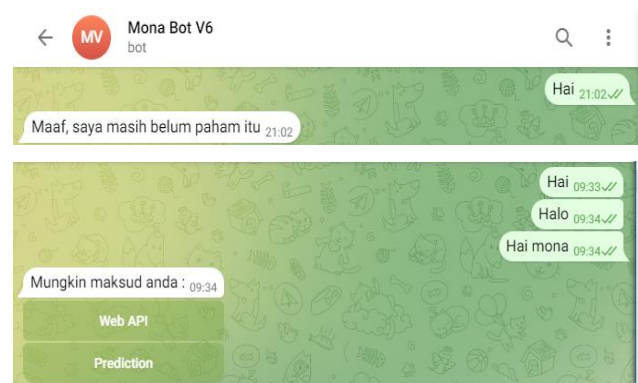 MV
Mona Bot V6
bot
Hai 21:02
Maaf, saya masih belum paham itu 21:02
Hai 09:33
Halo 09:34
Hai mona 09:34
Mungkin maksud anda : 09:34
Web API
Prediction